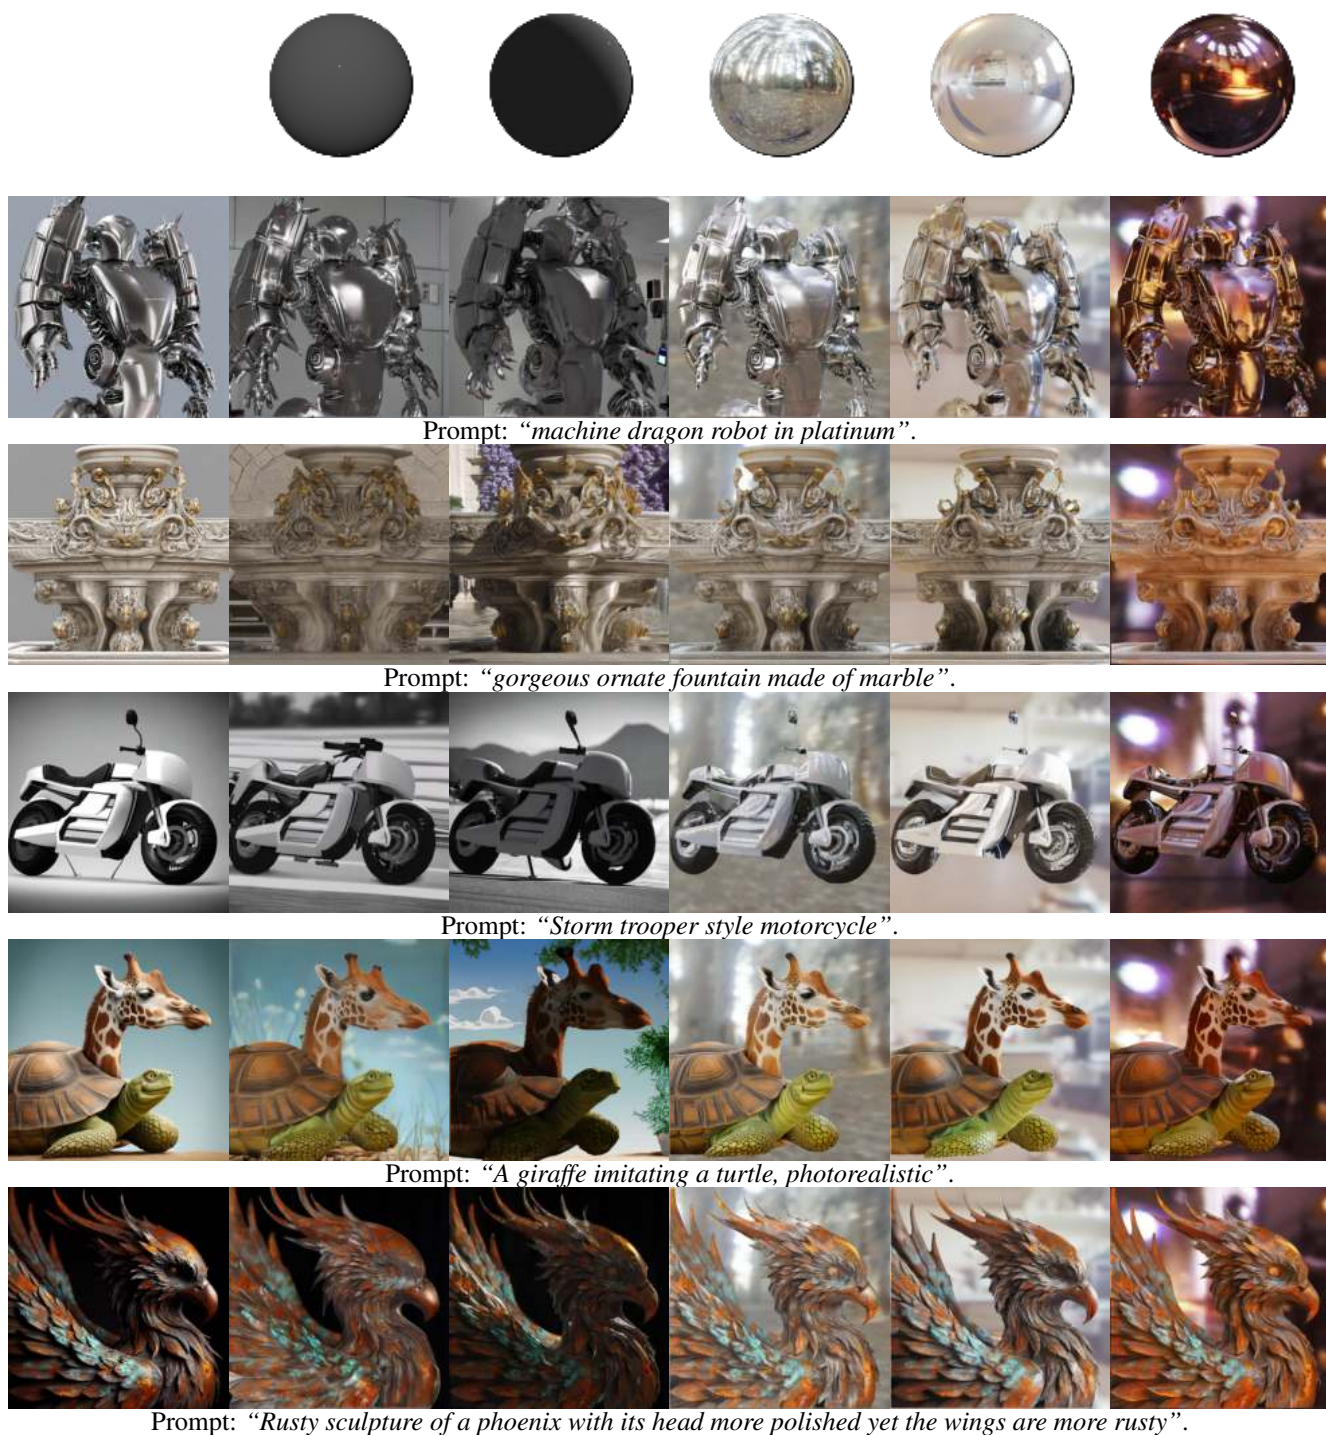 Prompt: “machine dragon robot in platinum”.
Prompt: “gorgeous ornate fountain made of marble”.
Prompt: “Storm trooper style motorcycle”.
Prompt: “A giraffe imitating a turtle, photorealistic”.
Prompt: “Rusty sculpture of a phoenix with its head more polished yet the wings are more rusty”.